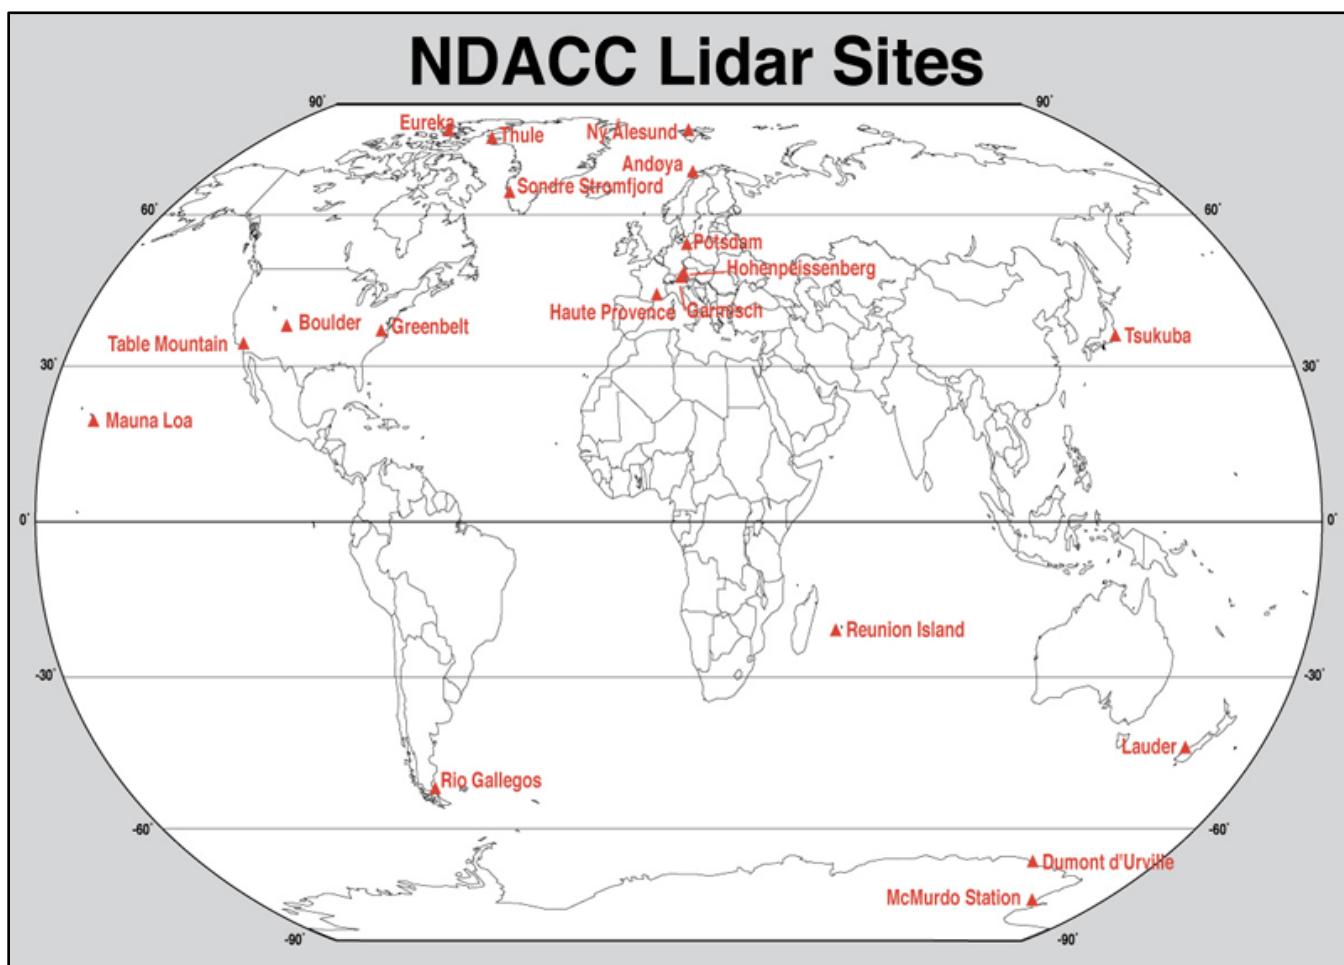 NDACC Lidar Sites
90°
90°
Eureka
Thule
Ny Ålesund
Andøya
Sondre Stromfjord
60°
60°
Potsdam
Hohenpeissenberg
Haute Provence
Garmisch
Boulder
Greenbelt
Table Mountain
Tsukuba
30°
30°
Mauna Loa
0°
0°
Reunion Island
-30°
-30°
Lauder
Rio Gallegos
-60°
-60°
Dumont d'Urville
McMurdo Station
-90°
-90°